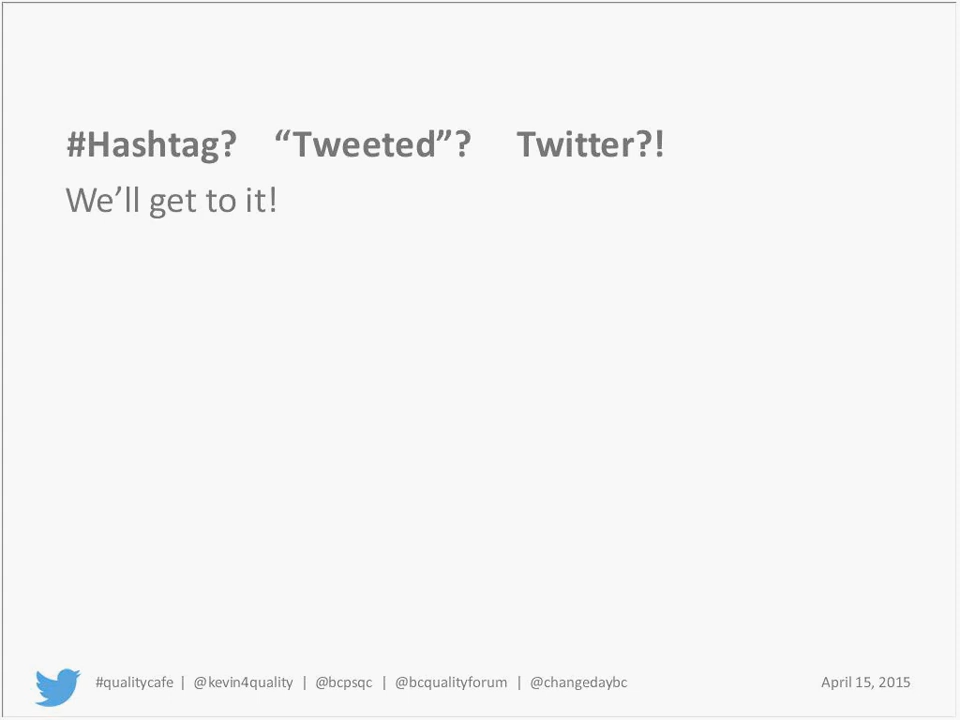 #Hashtag? “Tweeted”? Twitter?!
We’ll get to it!
#qualitycafe | @kevin4quality | @bcpsqc | @bcqualityforum | @changedaybc April 15, 2015